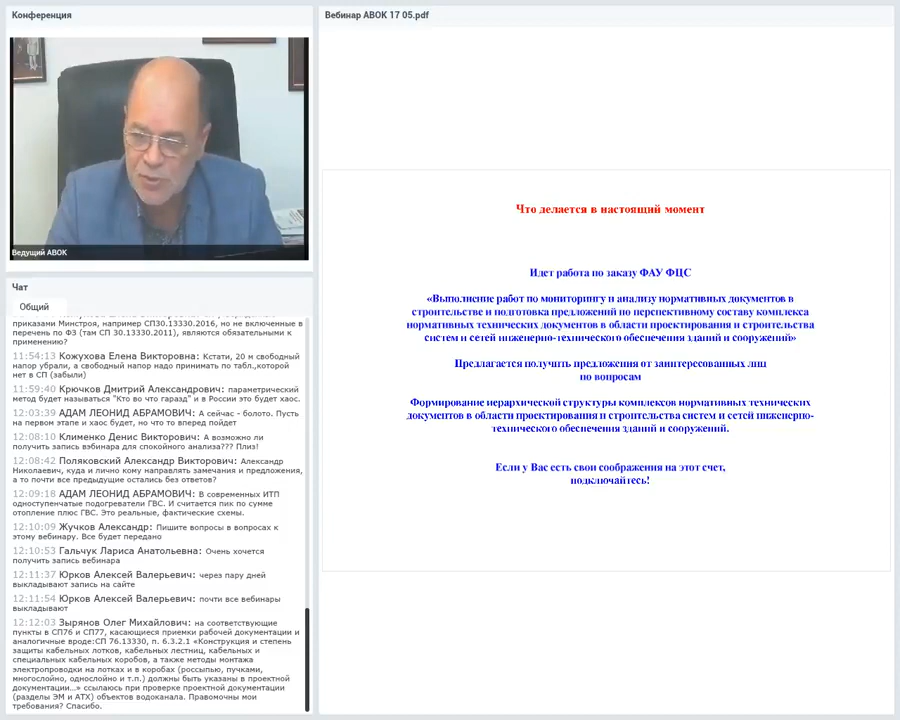 Конференция
Ведущий АВОК
Чат
Общий
приказами Минстроя, например СП30.13330.2016, но не включенные в
перечень по ФЗ (там СП 30.13330.2011), являются обязательными к
применению?
11:54:13 Кожухова Елена Викторовна: Кстати, 20 м свободный
напор убрали, а свободный напор надо принимать по табл.,которой
нет в СП (забыли)
11:59:40 Крючков Дмитрий Александрович: параметрический
метод будет называться "Кто во что гаразд" и в России это будет хаос.
12:03:39 АДАМ ЛЕОНИД АБРАМОВИЧ: А сейчас - болото. Пусть
на первом этапе и хаос будет, но что то вперед пойдет
12:08:10 Клименко Денис Викторович: А возможно ли
получить запись вэбинара для спокойного анализа??? Плиз!
12:08:42 Поляковский Александр Викторович: Александр
Николаевич, куда и лично кому направлять замечания и предложения,
а то почти все предыдущие остались без ответов?
12:09:18 АДАМ ЛЕОНИД АБРАМОВИЧ: В современных ИТП
одноступенчатые подогреватели ГВС. И считается пик по сумме
отопление плюс ГВС. Это реальные, фактические схемы.
12:10:09 Жучков Александр: Пишите вопросы в вопросах к
этому вебинару. Все будет передано
12:10:53 Гальчук Лариса Анатольевна: Очень хочется
получить запись вебинара
12:11:37 Юрков Алексей Валерьевич: через пару дней
выкладывают запись на сайте
12:11:54 Юрков Алексей Валерьевич: почти все вебинары
выкладывают
12:12:03 Зырянов Олег Михайлович: на соответствующие
пункты в СП76 и СП77, касающиеся приемки рабочей документации и
аналогичные вроде:СП 76.13330, п. 6.3.2.1 «Конструкция и степень
защиты кабельных лотков, кабельных лестниц, кабельных и
специальных кабельных коробов, а также методы монтажа
электропроводки на лотках и в коробах (россыпью, пучками,
многослойно, однослойно и т.п.) должны быть указаны в проектной
документации…» ссылаюсь при проверке проектной документации
(разделы ЭМ и АТХ) объектов водоканала. Правомочны мои
требования? Спасибо.
Вебинар АВОК 17 05.pdf
Что делается в настоящий момент
Идет работа по заказу ФАУ ФЦС
«Выполнение работ по мониторингу и анализу нормативных документов в
строительстве и подготовка предложений по перспективному составу комплекса
нормативных технических документов в области проектирования и строительства
систем и сетей инженерно-технического обеспечения зданий и сооружений»
Предлагается получить предложения от заинтересованных лиц
по вопросам
Формирование иерархической структуры комплексов нормативных технических
документов в области проектирования и строительства систем и сетей инженерно-
технического обеспечения зданий и сооружений.
Если у Вас есть свои соображения на этот счет,
подключайтесь!